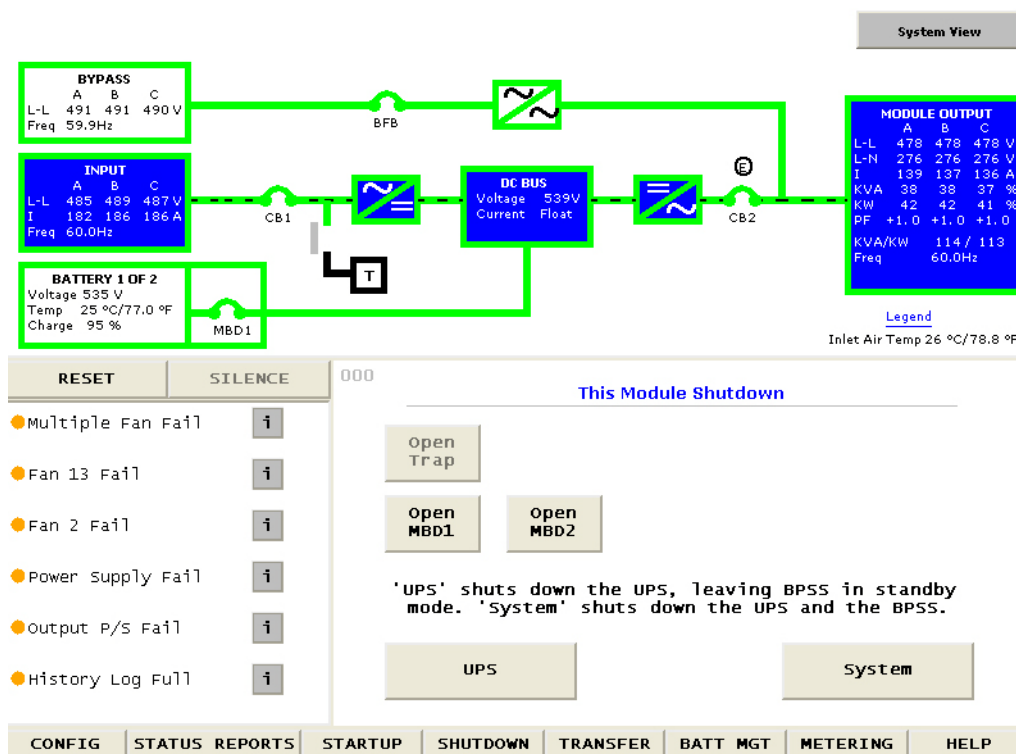 System View
BYPASS
A B C
L-L 491 491 490 V
Freq 59.9Hz
BFB
INPUT
A B C
L-L 485 489 487 V
I 182 186 186 A
Freq 60.0Hz
CB1
T
DC BUS
Voltage 539V
Current Float
E
CB2
MODULE OUTPUT
A B C
L-L 478 478 478 V
L-N 276 276 276 V
I 139 137 136 A
KVA 38 38 37 %
KW 42 42 41 %
PF +1.0 +1.0 +1.0
KVA/KW 114 / 113
Freq 60.0Hz
BATTERY 1 OF 2
Voltage 535 V
Temp 25 ºC/77.0 ºF
Charge 95 %
MBD1
Legend
Inlet Air Temp 26 ºC/78.8 ºF
RESET SILENCE
Multiple Fan Fail i
Fan 13 Fail i
Fan 2 Fail i
Power Supply Fail i
Output P/S Fail i
History Log Full i
000
This Module Shutdown
Open
Trap
Open
MBD1
Open
MBD2
'UPS' shuts down the UPS, leaving BPSS in standby
mode. 'System' shuts down the UPS and the BPSS.
UPS System
CONFIG STATUS REPORTS STARTUP SHUTDOWN TRANSFER BATT MGT METERING HELP